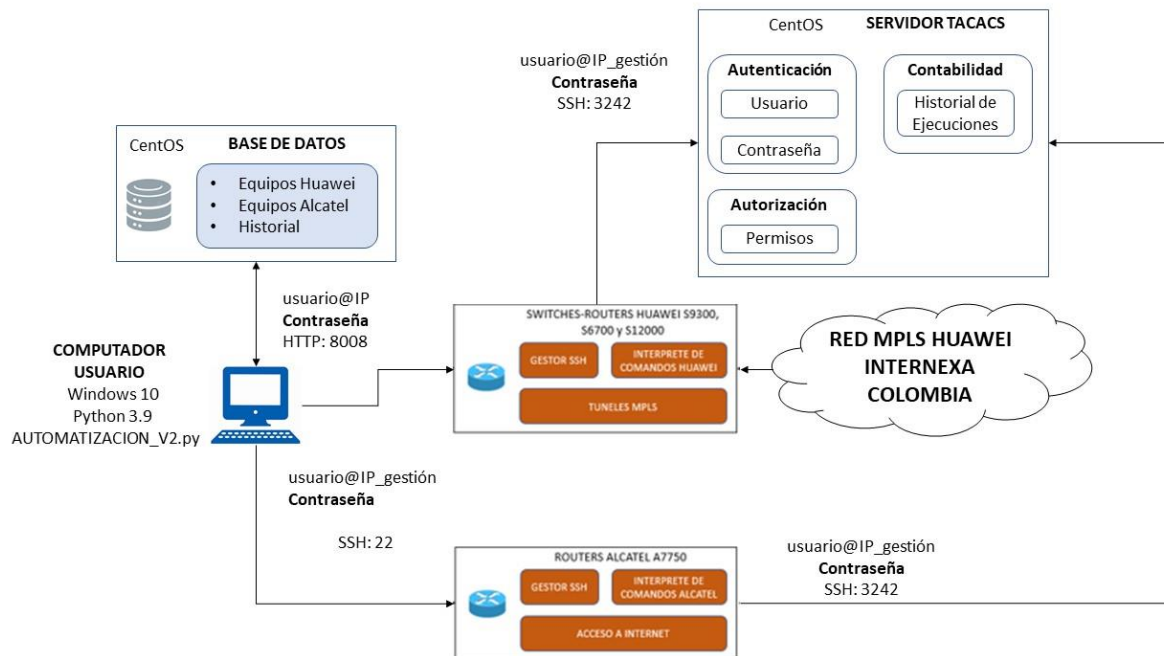 CentOS
SERVIDOR TACACS
Autenticación
Usuario
Contraseña
Contabilidad
Historial de
Ejecuciones
Autorización
Permisos
usuario@IP_gestión
Contraseña
SSH: 3242
CentOS
BASE DE DATOS
• Equipos Huawei
• Equipos Alcatel
• Historial
usuario@IP
Contraseña
HTTP: 8008
COMPUTADOR
USUARIO
Windows 10
Python 3.9
AUTOMATIZACION_V2.py
SWITCHES-ROUTERS HUAWEI S9300,
S6700 y S12000
GESTOR SSH
INTERPRETE DE
COMANDOS HUAWEI
TUNELES MPLS
RED MPLS HUAWEI
INTERNEXA
COLOMBIA
usuario@IP_gestión
Contraseña
SSH: 22
ROUTERS ALCATEL A7750
GESTOR SSH
INTERPRETE DE
COMANDOS ALCATEL
ACCESO A INTERNET
usuario@IP_gestión
Contraseña
SSH: 3242